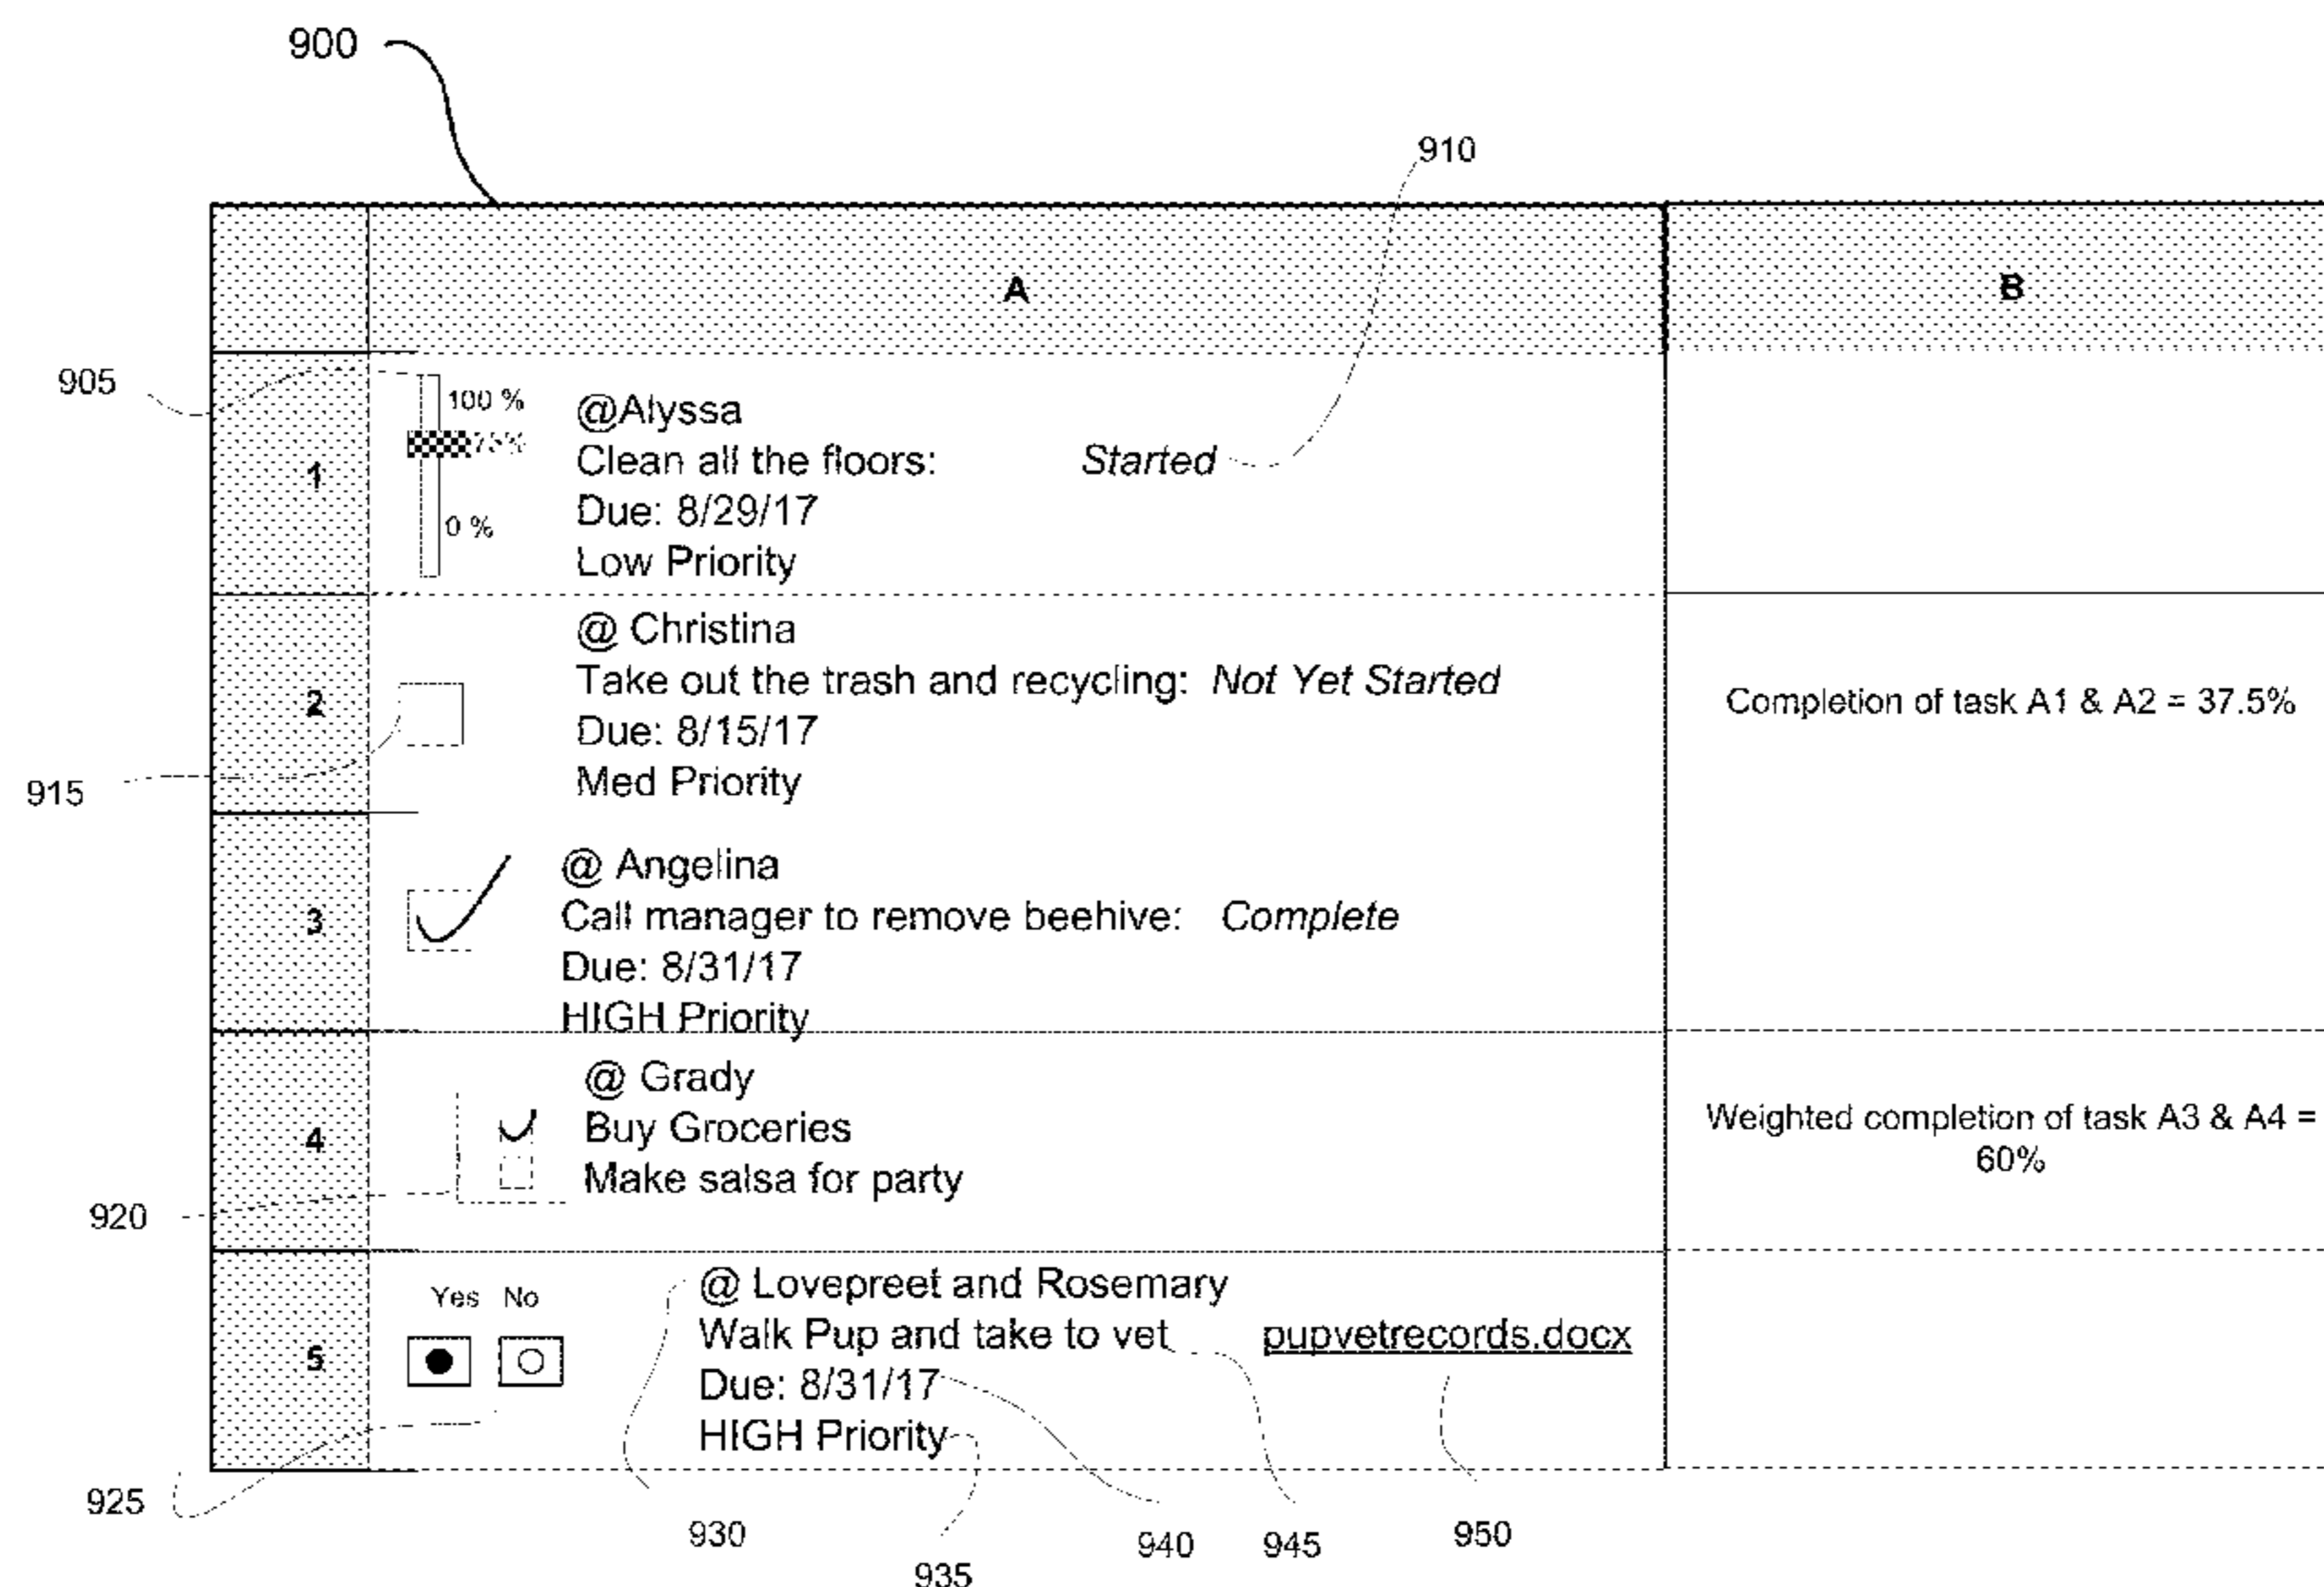 900
910
A
B
905
100 %
75%
0 %
1
@Alyssa
Clean all the floors: Started
Due: 8/29/17
Low Priority
2
@ Christina
Take out the trash and recycling: Not Yet Started
Due: 8/15/17
Med Priority
Completion of task A1 & A2 = 37.5%
915
3
@ Angelina
Call manager to remove beehive: Complete
Due: 8/31/17
HIGH Priority
4
@ Grady
Buy Groceries
Make salsa for party
Weighted completion of task A3 & A4 =
60%
920
5
Yes No
@ Lovepreet and Rosemary
Walk Pup and take to vet pupvetrecords.docx
Due: 8/31/17
HIGH Priority
925
930
935
940
945
950